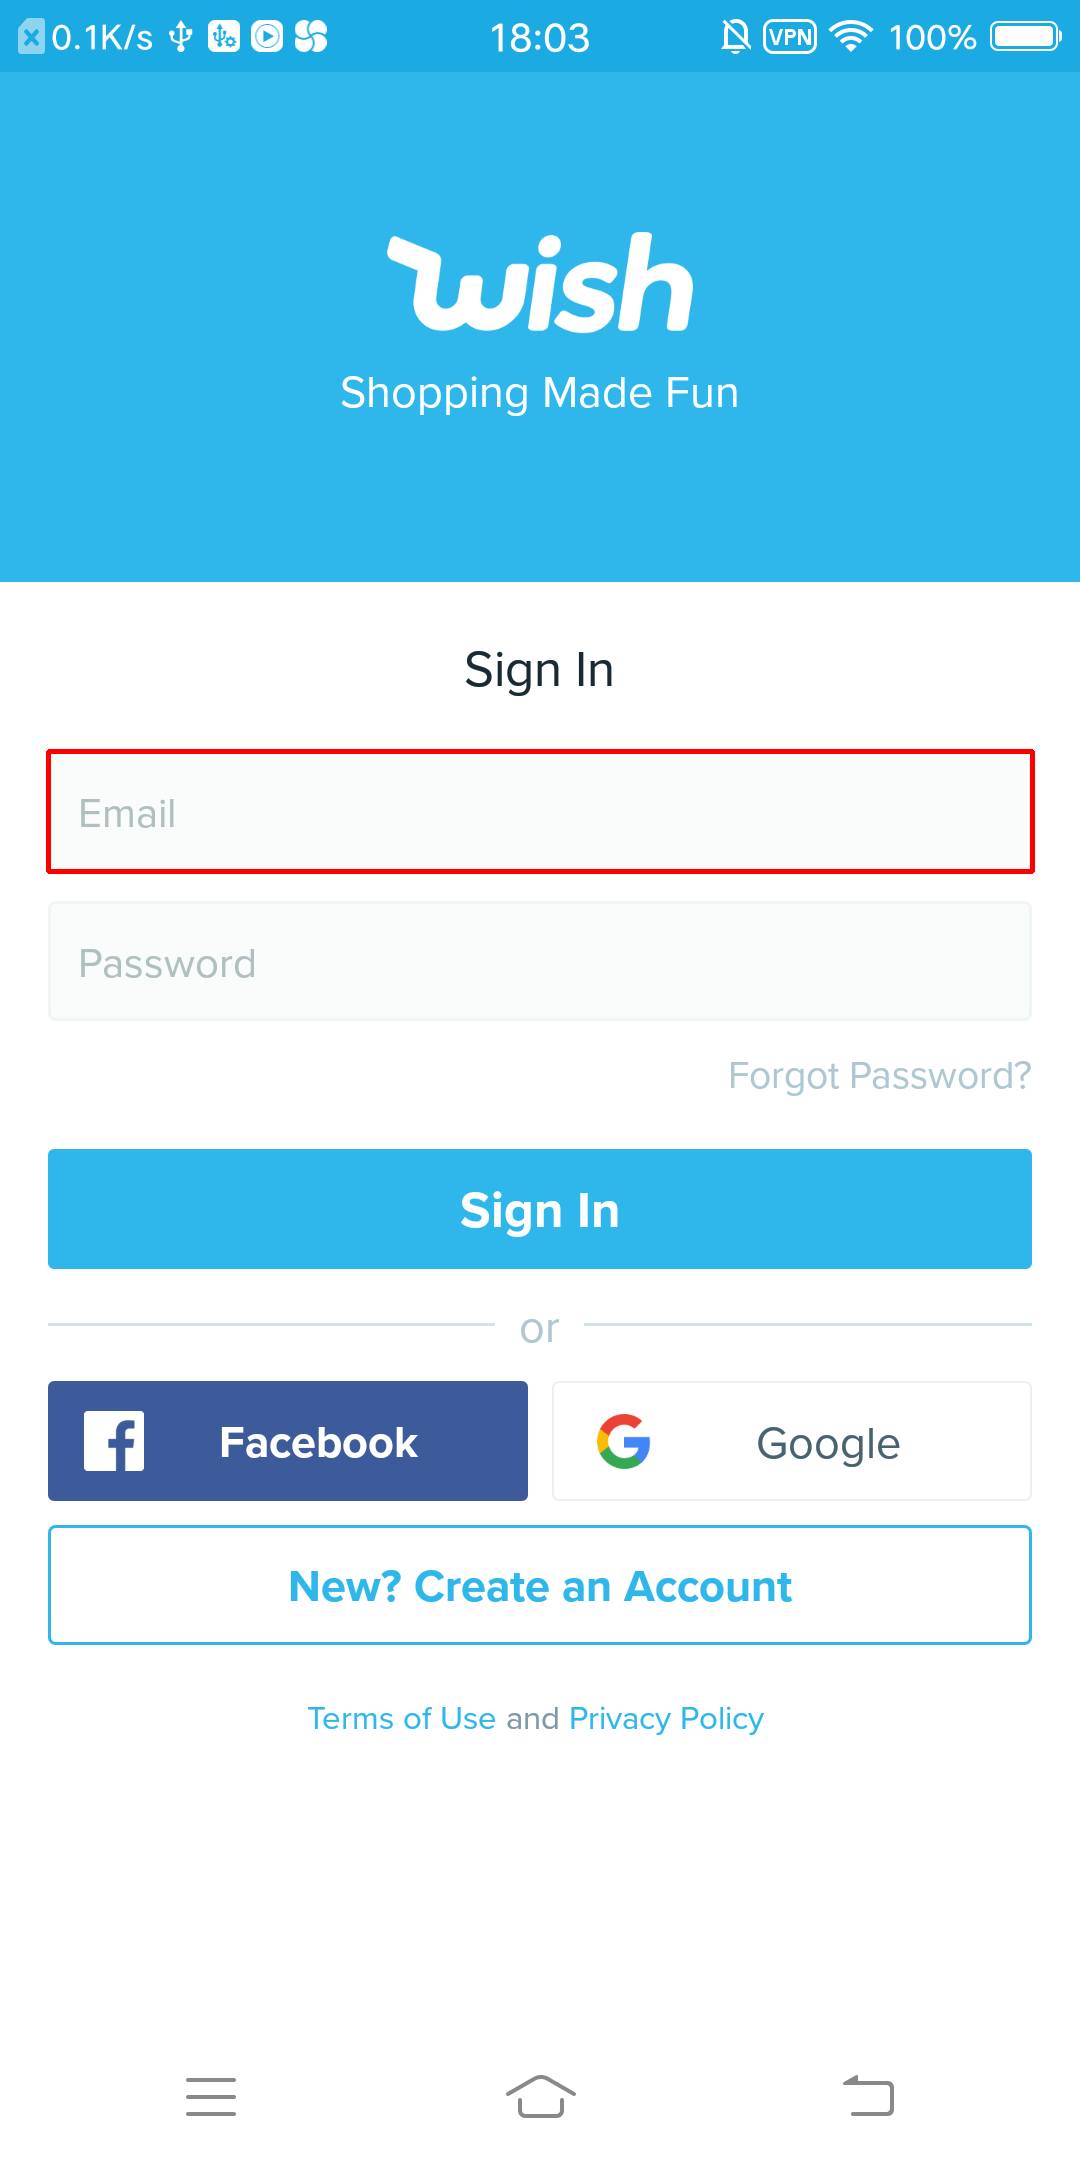 0.1K/s 18:03 VPN 100%
wish
Shopping Made Fun
Sign In
Email
Password
Forgot Password?
Sign In
or
Facebook Google
New? Create an Account
Terms of Use and Privacy Policy